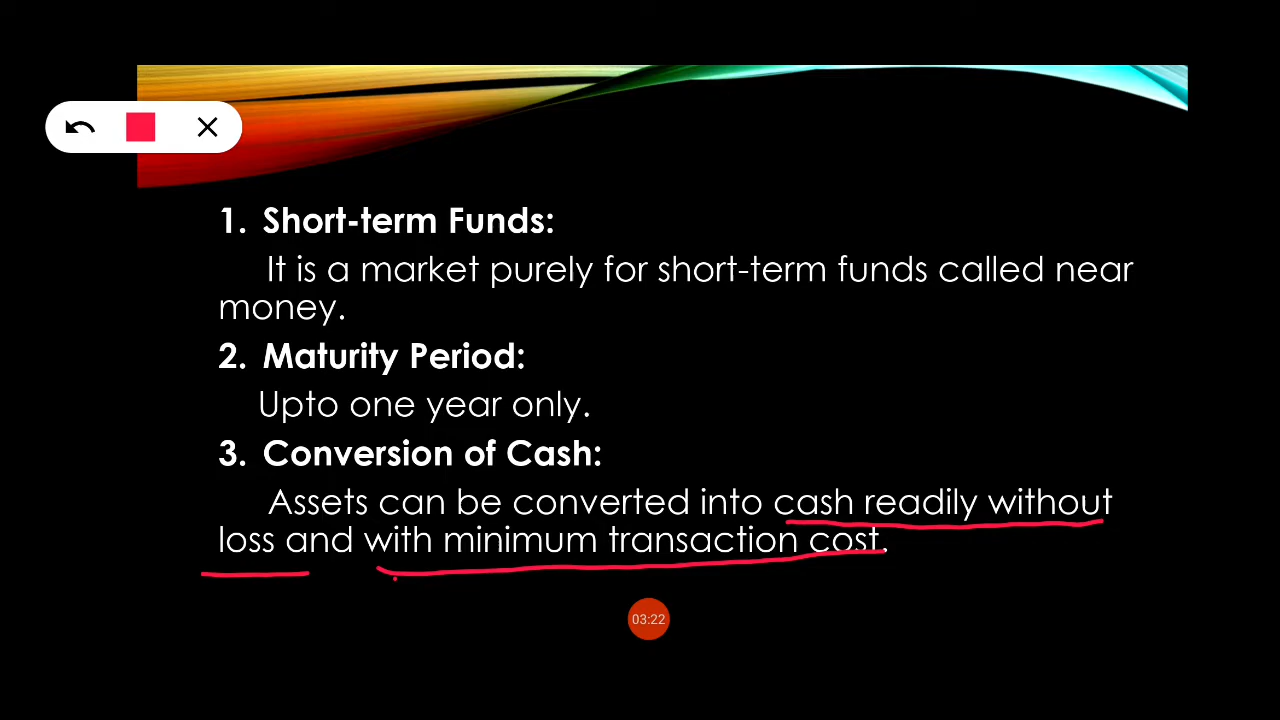 1. Short-term Funds:
It is a market purely for short-term funds called near
money.
2. Maturity Period:
Upto one year only.
3. Conversion of Cash:
Assets can be converted into cash readily without
loss and with minimum transaction cost.
03:22